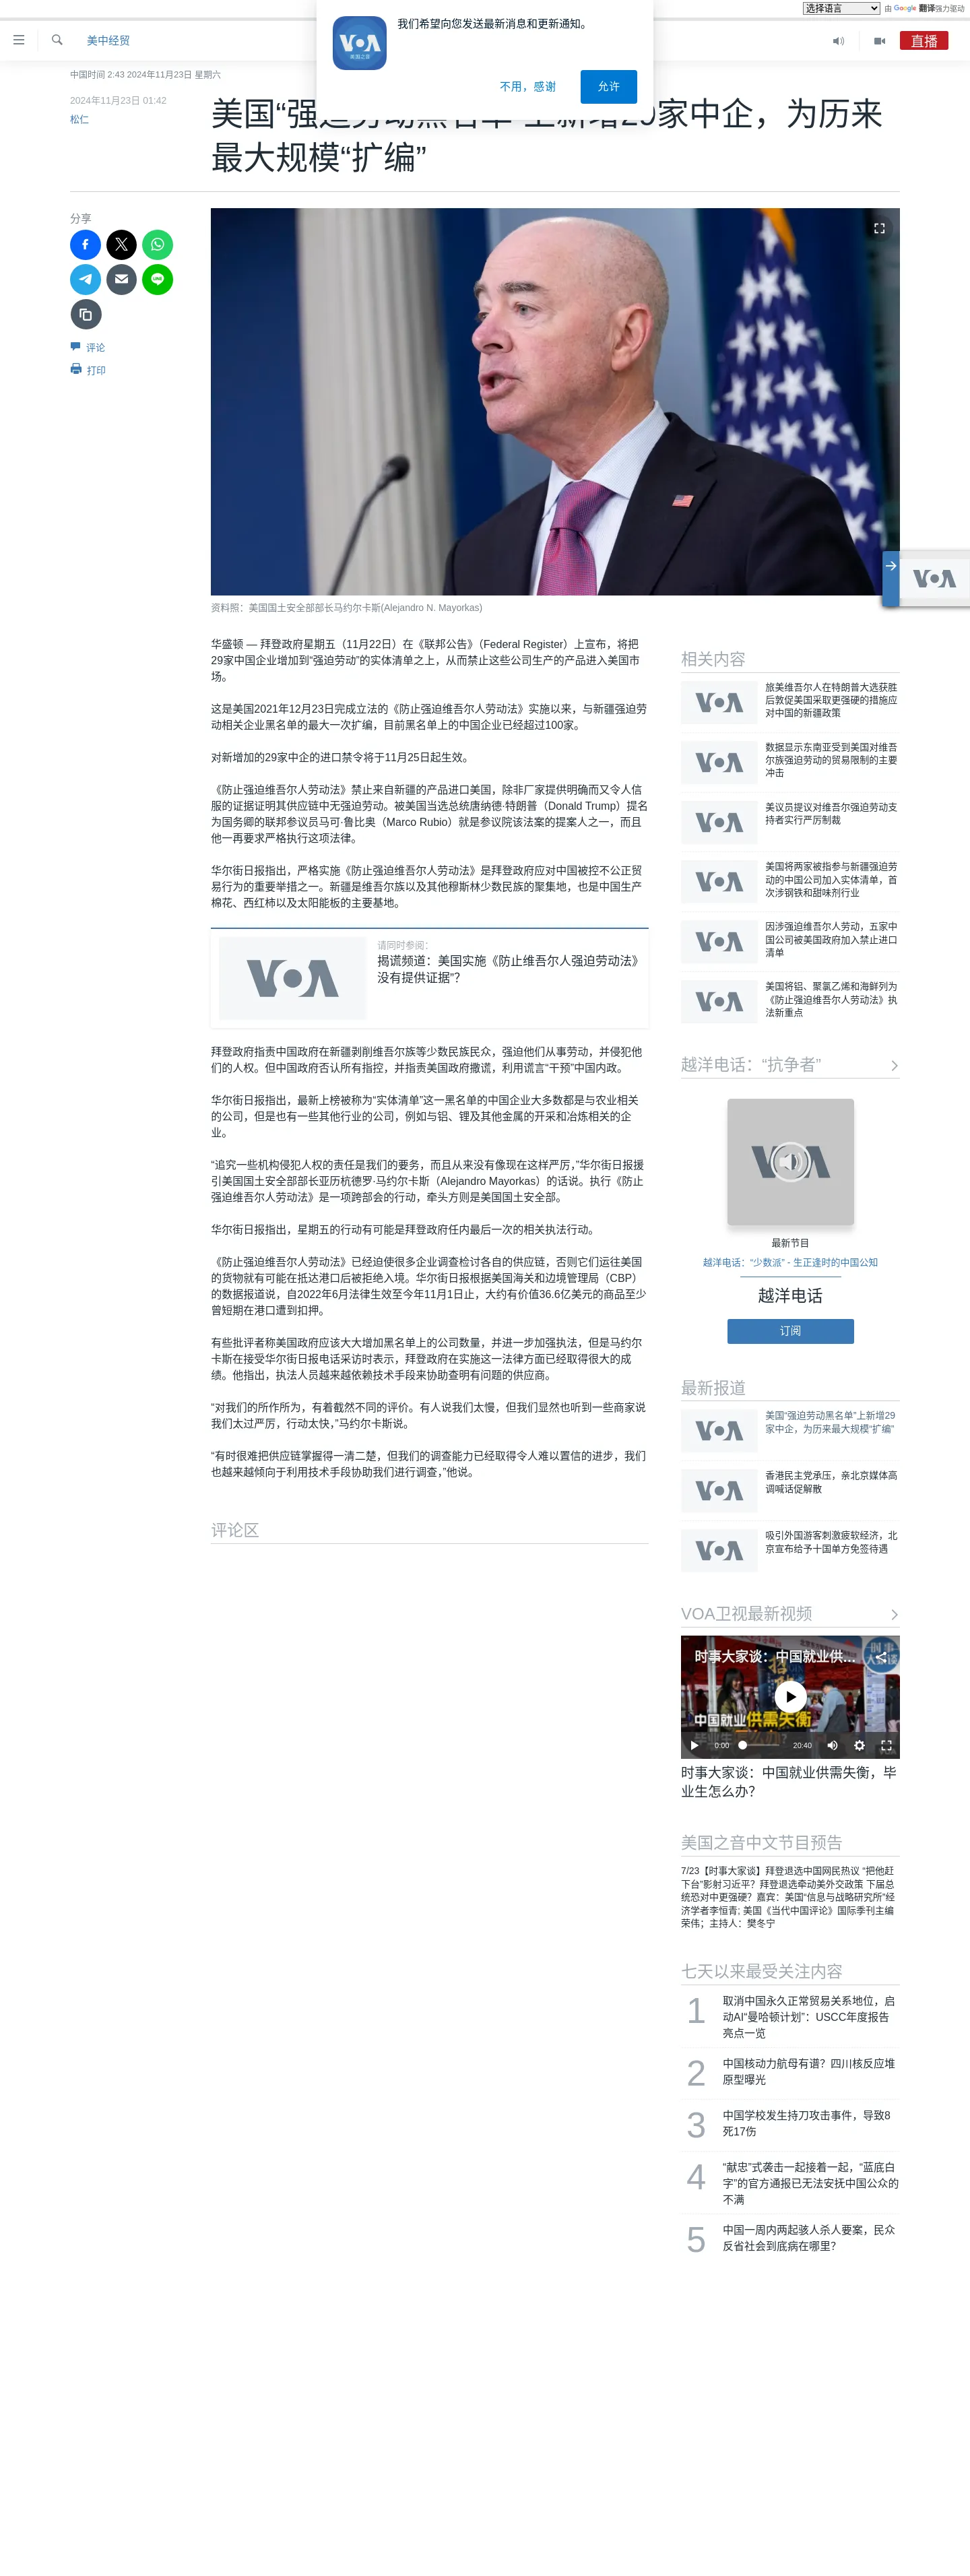 选择语言
由 Google 翻译强力驱动
我们希望向您发送最新消息和更新通知。
不用，感谢
允许
美中经贸
直播
中国时间 2:43 2024年11月23日 星期六
2024年11月23日 01:42
松仁
美国“强
家中企，为历来
最大规模“扩编”
分享
评论
打印
资料照：美国国土安全部部长马约尔卡斯(Alejandro N. Mayorkas)
华盛顿 — 拜登政府星期五（11月22日）在《联邦公告》（Federal Register）上宣布，将把
29家中国企业增加到“强迫劳动”的实体清单之上，从而禁止这些公司生产的产品进入美国市
场。
这是美国2021年12月23日完成立法的《防止强迫维吾尔人劳动法》实施以来，与新疆强迫劳
动相关企业黑名单的最大一次扩编，目前黑名单上的中国企业已经超过100家。
对新增加的29家中企的进口禁令将于11月25日起生效。
《防止强迫维吾尔人劳动法》禁止来自新疆的产品进口美国，除非厂家提供明确而又令人信
服的证据证明其供应链中无强迫劳动。被美国当选总统唐纳德·特朗普（Donald Trump）提名
为国务卿的联邦参议员马可·鲁比奥（Marco Rubio）就是参议院该法案的提案人之一，而且
他一再要求严格执行这项法律。
华尔街日报指出，严格实施《防止强迫维吾尔人劳动法》是拜登政府应对中国被控不公正贸
易行为的重要举措之一。新疆是维吾尔族以及其他穆斯林少数民族的聚集地，也是中国生产
棉花、西红柿以及太阳能板的主要基地。
VOA
请同时参阅：
揭谎频道：美国实施《防止维吾尔人强迫劳动法》
没有提供证据”？
拜登政府指责中国政府在新疆剥削维吾尔族等少数民族民众，强迫他们从事劳动，并侵犯他
们的人权。但中国政府否认所有指控，并指责美国政府撒谎，利用谎言“干预”中国内政。
华尔街日报指出，最新上榜被称为“实体清单”这一黑名单的中国企业大多数都是与农业相关
的公司，但是也有一些其他行业的公司，例如与铝、锂及其他金属的开采和冶炼相关的企
业。
“追究一些机构侵犯人权的责任是我们的要务，而且从来没有像现在这样严厉，”华尔街日报援
引美国国土安全部部长亚历杭德罗·马约尔卡斯（Alejandro Mayorkas）的话说。执行《防止
强迫维吾尔人劳动法》是一项跨部会的行动，牵头方则是美国国土安全部。
华尔街日报指出，星期五的行动有可能是拜登政府任内最后一次的相关执法行动。
《防止强迫维吾尔人劳动法》已经迫使很多企业调查检讨各自的供应链，否则它们运往美国
的货物就有可能在抵达港口后被拒绝入境。华尔街日报根据美国海关和边境管理局（CBP）
的数据报道说，自2022年6月法律生效至今年11月1日止，大约有价值36.6亿美元的商品至少
曾短期在港口遭到扣押。
有些批评者称美国政府应该大大增加黑名单上的公司数量，并进一步加强执法，但是马约尔
卡斯在接受华尔街日报电话采访时表示，拜登政府在实施这一法律方面已经取得很大的成
绩。他指出，执法人员越来越依赖技术手段来协助查明有问题的供应商。
“对我们的所作所为，有着截然不同的评价。有人说我们太慢，但我们显然也听到一些商家说
我们太过严厉，行动太快，”马约尔卡斯说。
“有时很难把供应链掌握得一清二楚，但我们的调查能力已经取得令人难以置信的进步，我们
也越来越倾向于利用技术手段协助我们进行调查，”他说。
评论区
VOA
相关内容
旅美维吾尔人在特朗普大选获胜
后敦促美国采取更强硬的措施应
对中国的新疆政策
数据显示东南亚受到美国对维吾
尔族强迫劳动的贸易限制的主要
冲击
美议员提议对维吾尔强迫劳动支
持者实行严厉制裁
美国将两家被指参与新疆强迫劳
动的中国公司加入实体清单，首
次涉钢铁和甜味剂行业
因涉强迫维吾尔人劳动，五家中
国公司被美国政府加入禁止进口
清单
美国将铝、聚氯乙烯和海鲜列为
《防止强迫维吾尔人劳动法》执
法新重点
越洋电话：“抗争者”
最新节目
越洋电话：“少数派” - 生正逢时的中国公知
越洋电话
订阅
最新报道
美国“强迫劳动黑名单”上新增29
家中企，为历来最大规模“扩编”
香港民主党承压，亲北京媒体高
调喊话促解散
吸引外国游客刺激疲软经济，北
京宣布给予十国单方免签待遇
VOA卫视最新视频
时事大家谈：中国就业供...
中国就业供需失衡
0:00
20:40
时事大家谈：中国就业供需失衡，毕
业生怎么办？
美国之音中文节目预告
7/23【时事大家谈】拜登退选中国网民热议 “把他赶
下台”影射习近平？拜登退选牵动美外交政策 下届总
统恐对中更强硬？嘉宾：美国“信息与战略研究所”经
济学者李恒青; 美国《当代中国评论》国际季刊主编
荣伟；主持人：樊冬宁
七天以来最受关注内容
1
取消中国永久正常贸易关系地位，启
动AI“曼哈顿计划”：USCC年度报告
亮点一览
2
中国核动力航母有谱？四川核反应堆
原型曝光
3
中国学校发生持刀攻击事件，导致8
死17伤
4
“献忠”式袭击一起接着一起，“蓝底白
字”的官方通报已无法安抚中国公众的
不满
5
中国一周内两起骇人杀人要案，民众
反省社会到底病在哪里？